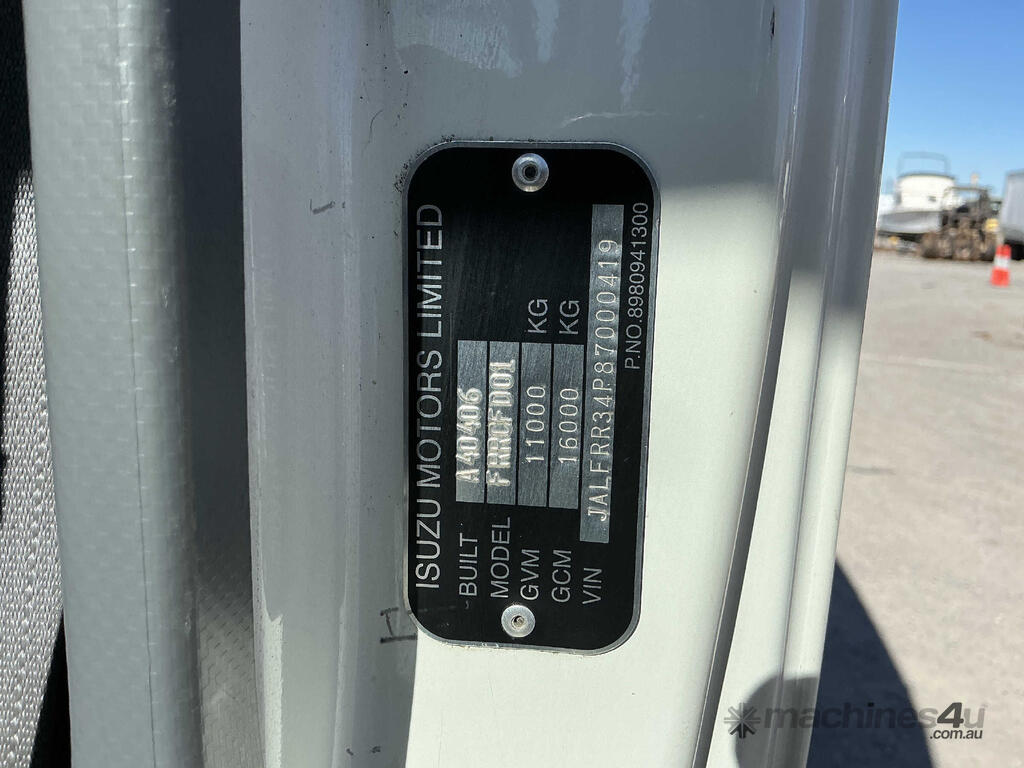 ISUZU MOTORS LIMITED
BUILT A40406
MODEL FRRCFD01
GVM 11000 KG
GCM 16000 KG
VIN JALFRR34P87000419
P.NO.8980941300
machines4u
.com.au